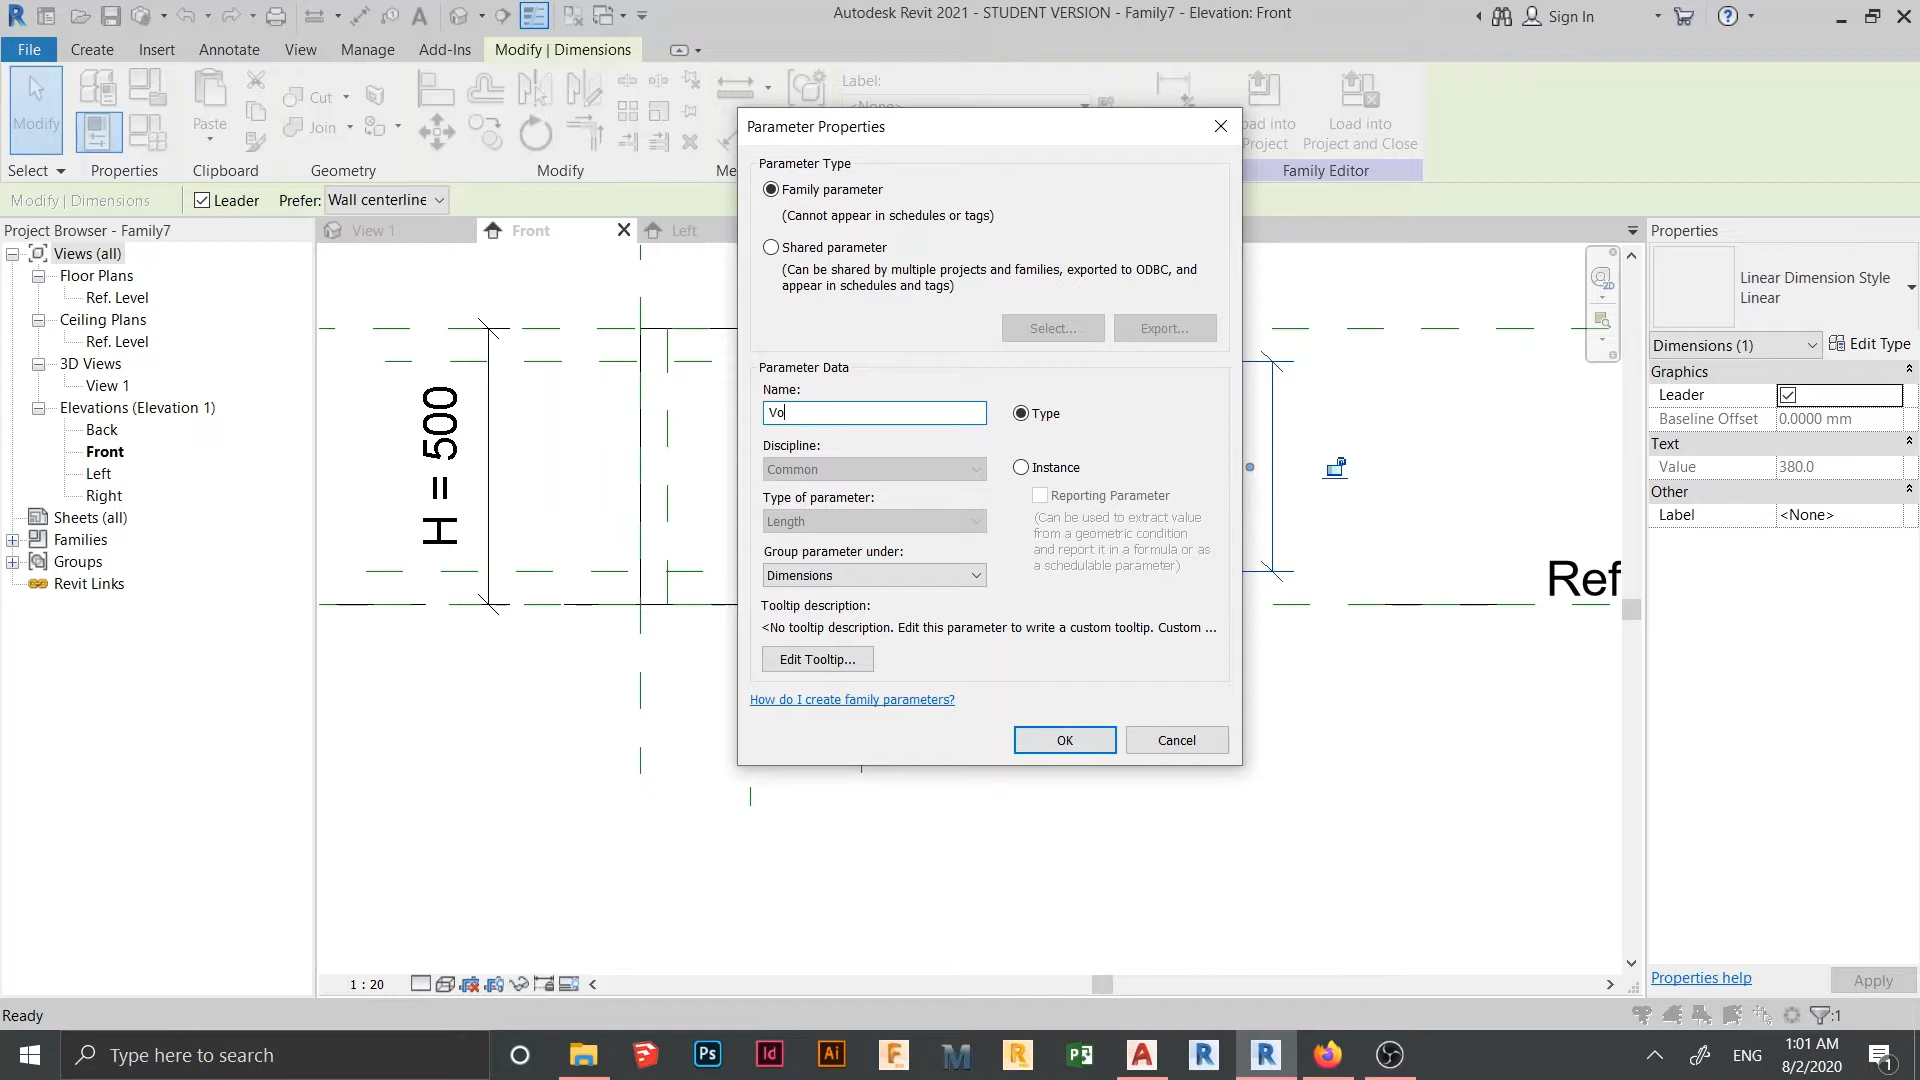 Autodesk Revit 2021 - STUDENT VERSION - Family7 - Elevation: Front
Sign In
File
Create
Insert
Annotate
View
Manage
Add-Ins
Modify | Dimensions
Modify
Paste
Cut
Join
Label:
<None>
Load into
Project and Close
Project
Select
Properties
Clipboard
Geometry
Modify
Me
Family Editor
Modify | Dimensions
Leader
Prefer:
Wall centerline
Project Browser - Family7
View 1
Front
Left
Properties
Views (all)
Floor Plans
Ref. Level
Ceiling Plans
Ref. Level
3D Views
View 1
Elevations (Elevation 1)
Back
Front
Left
Right
Sheets (all)
Families
Groups
Revit Links
H = 500
Ref
Parameter Properties
Parameter Type
Family parameter
(Cannot appear in schedules or tags)
Shared parameter
(Can be shared by multiple projects and families, exported to ODBC, and
appear in schedules and tags)
Select...
Export...
Parameter Data
Name:
Vo
Type
Discipline:
Common
Instance
Reporting Parameter
Type of parameter:
Length
(Can be used to extract value
from a geometric condition
and report it in a formula or as
a schedulable parameter)
Group parameter under:
Dimensions
Tooltip description:
<No tooltip description. Edit this parameter to write a custom tooltip. Custom ...
Edit Tooltip...
How do I create family parameters?
OK
Cancel
Linear Dimension Style
Linear
Dimensions (1)
Edit Type
Graphics
Leader
Baseline Offset
0.0000 mm
Text
Value
380.0
Other
Label
<None>
Properties help
Apply
1 : 20
Ready
:1
Type here to search
ENG
1:01 AM
8/2/2020
1